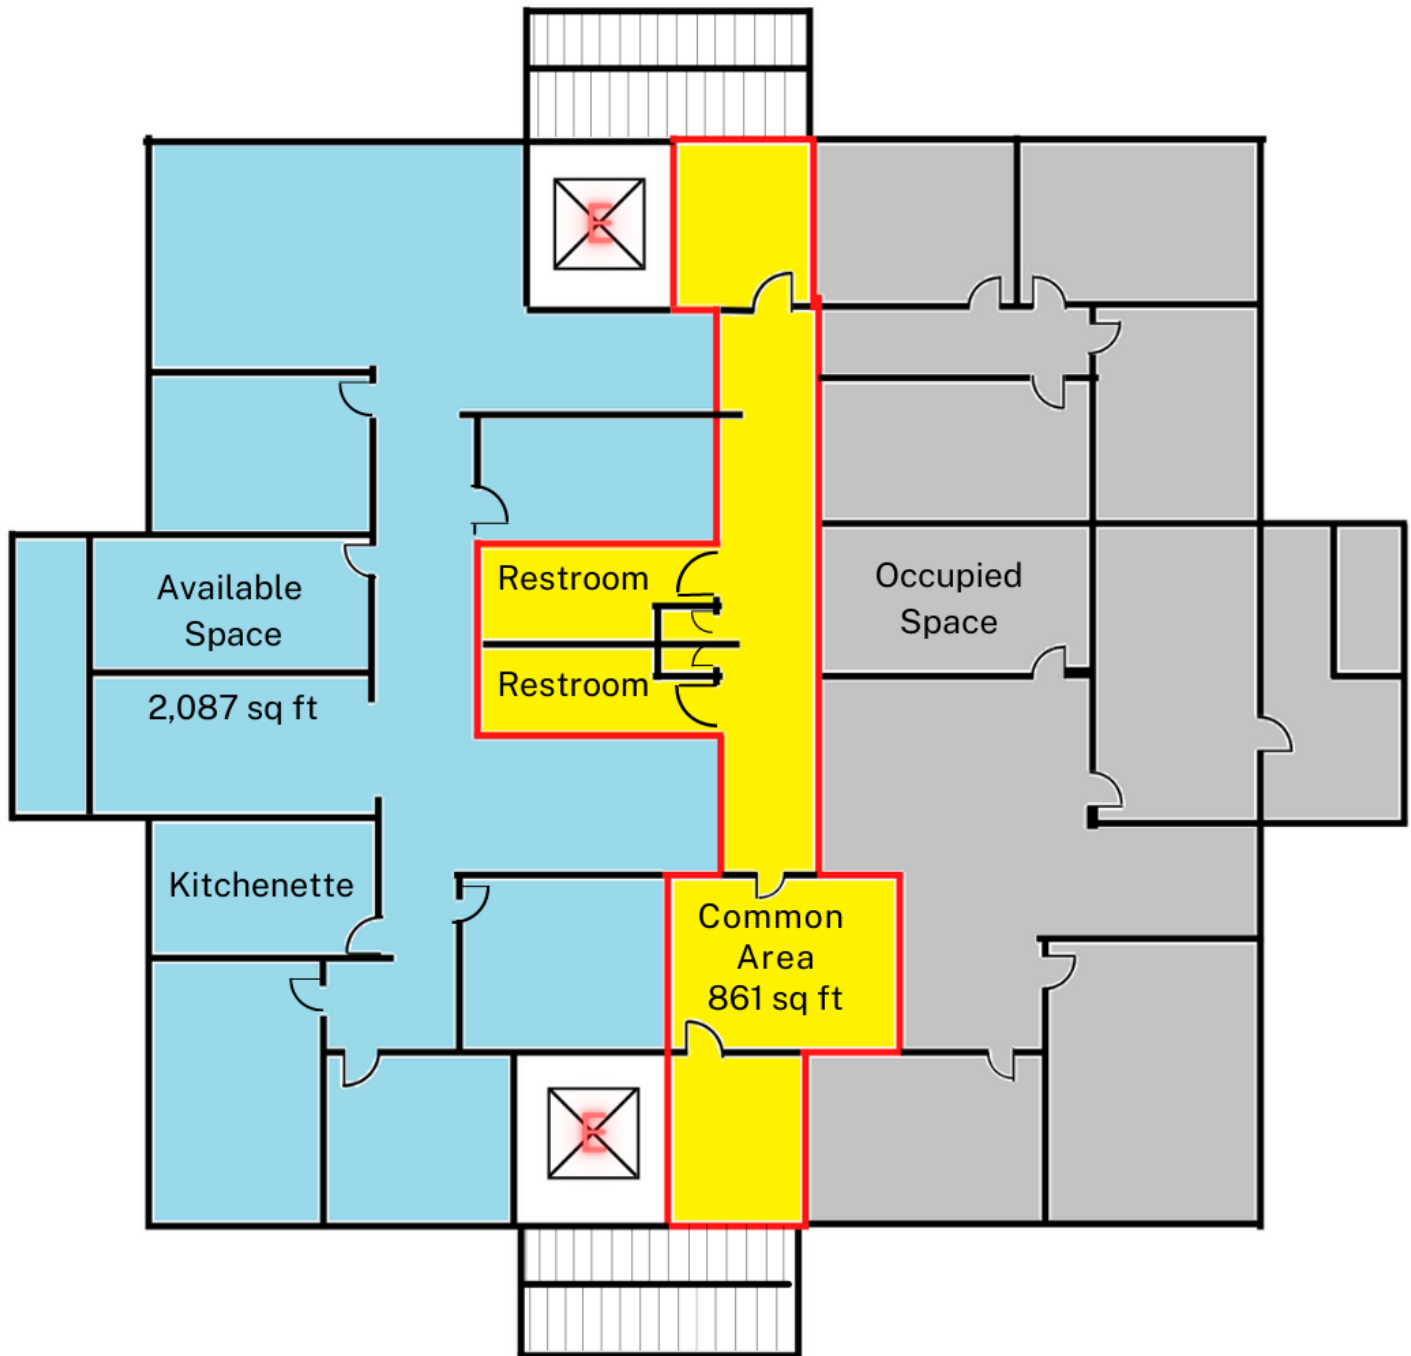 E
Restroom
Available
Space
Occupied
Space
Restroom
2,087 sq ft
Kitchenette
Common
Area
861 sq ft
E